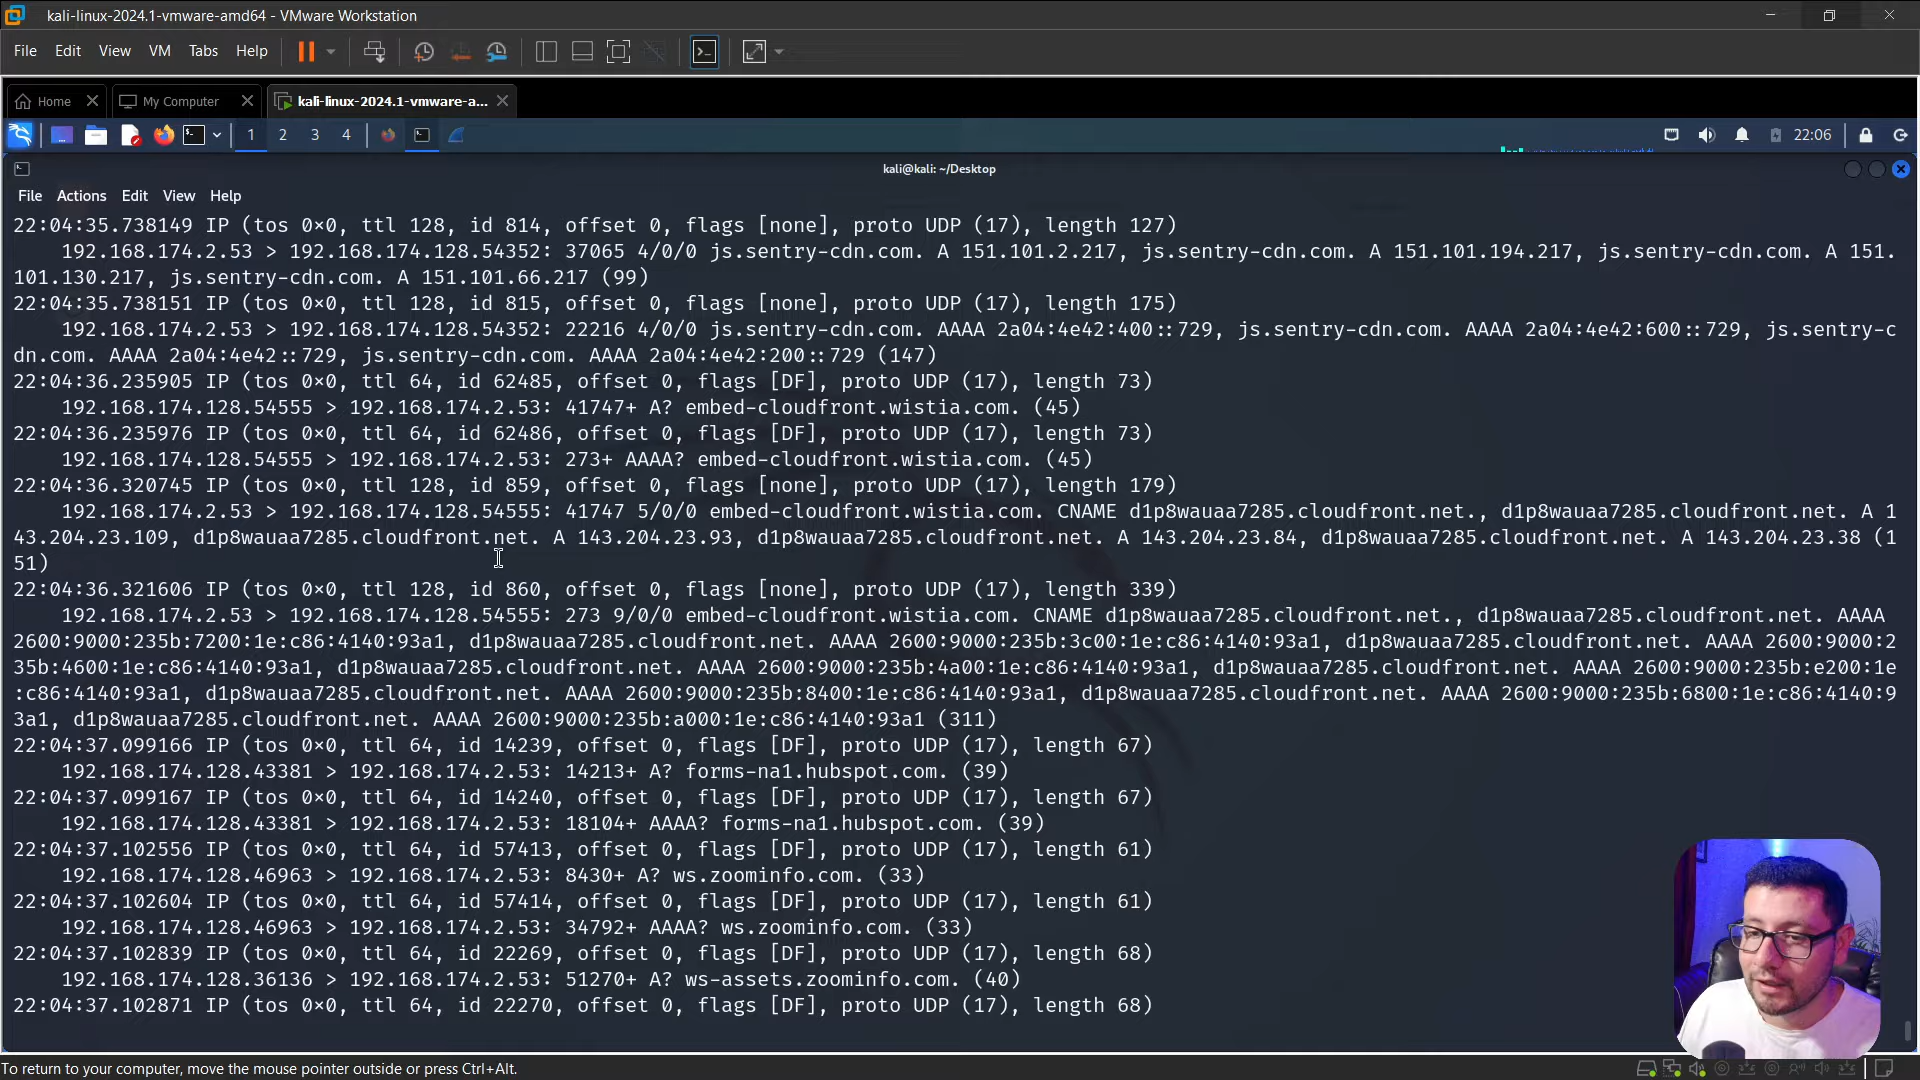 kali-linux-2024.1-vmware-amd64 - VMware Workstation
File Edit View VM Tabs Help
Home My Computer kali-linux-2024.1-vmware-a...
1 2 3 4 22:06
kali@kali: ~/Desktop
File Actions Edit View Help
22:04:35.738149 IP (tos 0×0, ttl 128, id 814, offset 0, flags [none], proto UDP (17), length 127)
192.168.174.2.53 > 192.168.174.128.54352: 37065 4/0/0 js.sentry-cdn.com. A 151.101.2.217, js.sentry-cdn.com. A 151.101.194.217, js.sentry-cdn.com. A 151.
101.130.217, js.sentry-cdn.com. A 151.101.66.217 (99)
22:04:35.738151 IP (tos 0×0, ttl 128, id 815, offset 0, flags [none], proto UDP (17), length 175)
192.168.174.2.53 > 192.168.174.128.54352: 22216 4/0/0 js.sentry-cdn.com. AAAA 2a04:4e42:400::729, js.sentry-cdn.com. AAAA 2a04:4e42:600::729, js.sentry-c
dn.com. AAAA 2a04:4e42::729, js.sentry-cdn.com. AAAA 2a04:4e42:200::729 (147)
22:04:36.235905 IP (tos 0×0, ttl 64, id 62485, offset 0, flags [DF], proto UDP (17), length 73)
192.168.174.128.54555 > 192.168.174.2.53: 41747+ A? embed-cloudfront.wistia.com. (45)
22:04:36.235976 IP (tos 0×0, ttl 64, id 62486, offset 0, flags [DF], proto UDP (17), length 73)
192.168.174.128.54555 > 192.168.174.2.53: 273+ AAAA? embed-cloudfront.wistia.com. (45)
22:04:36.320745 IP (tos 0×0, ttl 128, id 859, offset 0, flags [none], proto UDP (17), length 179)
192.168.174.2.53 > 192.168.174.128.54555: 41747 5/0/0 embed-cloudfront.wistia.com. CNAME d1p8wauaa7285.cloudfront.net., d1p8wauaa7285.cloudfront.net. A 1
43.204.23.109, d1p8wauaa7285.cloudfront.net. A 143.204.23.93, d1p8wauaa7285.cloudfront.net. A 143.204.23.84, d1p8wauaa7285.cloudfront.net. A 143.204.23.38 (1
51)
22:04:36.321606 IP (tos 0×0, ttl 128, id 860, offset 0, flags [none], proto UDP (17), length 339)
192.168.174.2.53 > 192.168.174.128.54555: 273 9/0/0 embed-cloudfront.wistia.com. CNAME d1p8wauaa7285.cloudfront.net., d1p8wauaa7285.cloudfront.net. AAAA
2600:9000:235b:7200:1e:c86:4140:93a1, d1p8wauaa7285.cloudfront.net. AAAA 2600:9000:235b:3c00:1e:c86:4140:93a1, d1p8wauaa7285.cloudfront.net. AAAA 2600:9000:2
35b:4600:1e:c86:4140:93a1, d1p8wauaa7285.cloudfront.net. AAAA 2600:9000:235b:4a00:1e:c86:4140:93a1, d1p8wauaa7285.cloudfront.net. AAAA 2600:9000:235b:e200:1e
:c86:4140:93a1, d1p8wauaa7285.cloudfront.net. AAAA 2600:9000:235b:8400:1e:c86:4140:93a1, d1p8wauaa7285.cloudfront.net. AAAA 2600:9000:235b:6800:1e:c86:4140:9
3a1, d1p8wauaa7285.cloudfront.net. AAAA 2600:9000:235b:a000:1e:c86:4140:93a1 (311)
22:04:37.099166 IP (tos 0×0, ttl 64, id 14239, offset 0, flags [DF], proto UDP (17), length 67)
192.168.174.128.43381 > 192.168.174.2.53: 14213+ A? forms-na1.hubspot.com. (39)
22:04:37.099167 IP (tos 0×0, ttl 64, id 14240, offset 0, flags [DF], proto UDP (17), length 67)
192.168.174.128.43381 > 192.168.174.2.53: 18104+ AAAA? forms-na1.hubspot.com. (39)
22:04:37.102556 IP (tos 0×0, ttl 64, id 57413, offset 0, flags [DF], proto UDP (17), length 61)
192.168.174.128.46963 > 192.168.174.2.53: 8430+ A? ws.zoominfo.com. (33)
22:04:37.102604 IP (tos 0×0, ttl 64, id 57414, offset 0, flags [DF], proto UDP (17), length 61)
192.168.174.128.46963 > 192.168.174.2.53: 34792+ AAAA? ws.zoominfo.com. (33)
22:04:37.102839 IP (tos 0×0, ttl 64, id 22269, offset 0, flags [DF], proto UDP (17), length 68)
192.168.174.128.36136 > 192.168.174.2.53: 51270+ A? ws-assets.zoominfo.com. (40)
22:04:37.102871 IP (tos 0×0, ttl 64, id 22270, offset 0, flags [DF], proto UDP (17), length 68)
To return to your computer, move the mouse pointer outside or press Ctrl+Alt.